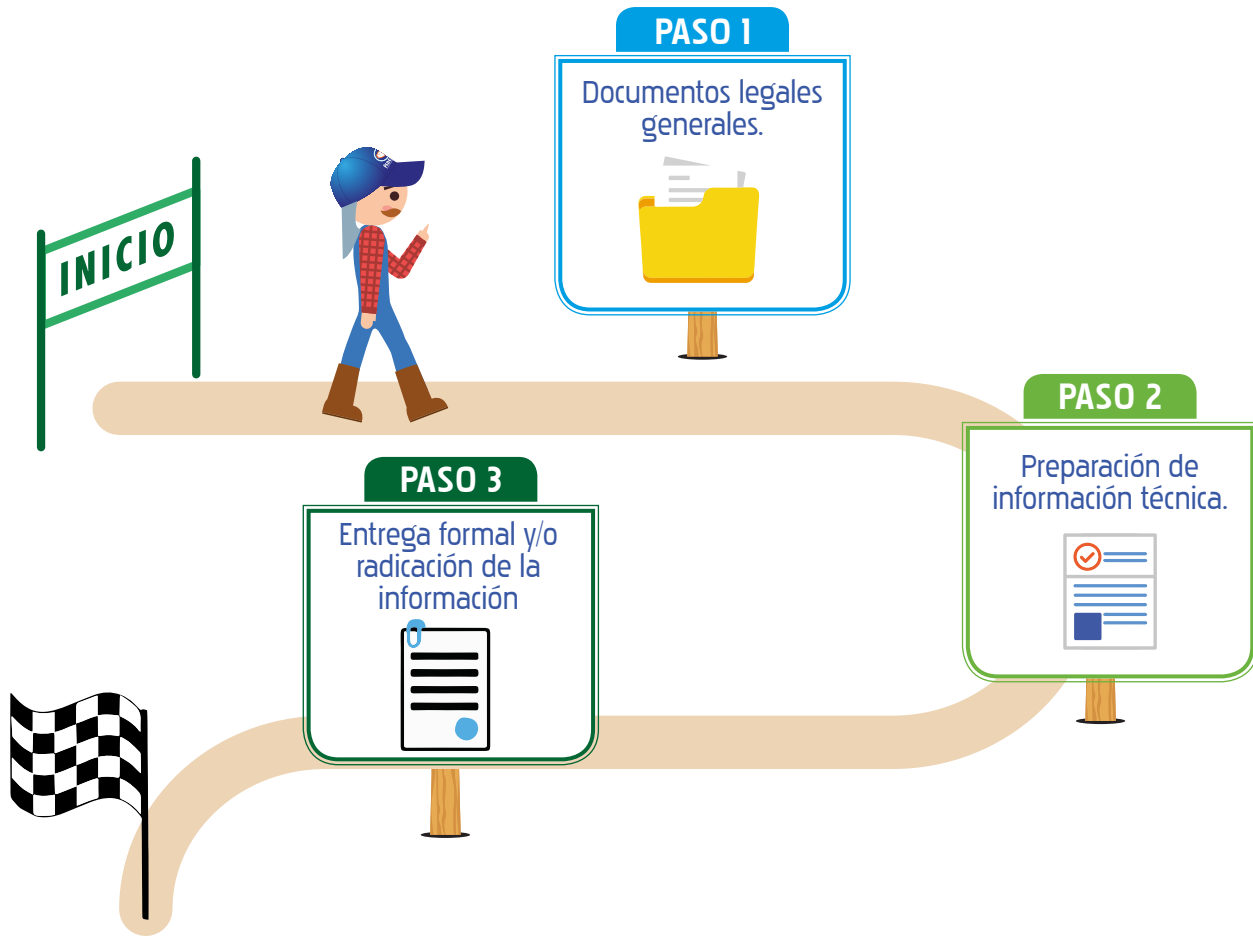 INICIO
PASO 1
Documentos legales
generales.
PASO 2
Preparación de
información técnica.
PASO 3
Entrega formal y/o
radicación de la
información